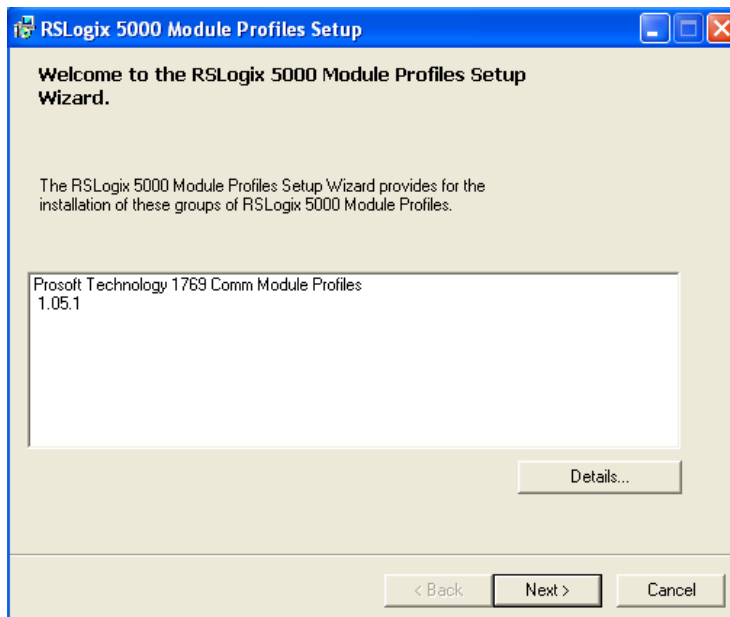 RSLogix 5000 Module Profiles Setup
Welcome to the RSLogix 5000 Module Profiles Setup
Wizard.
The RSLogix 5000 Module Profiles Setup Wizard provides for the
installation of these groups of RSLogix 5000 Module Profiles.
Prosoft Technology 1769 Comm Module Profiles
1.05.1
Details...
< Back
Next >
Cancel